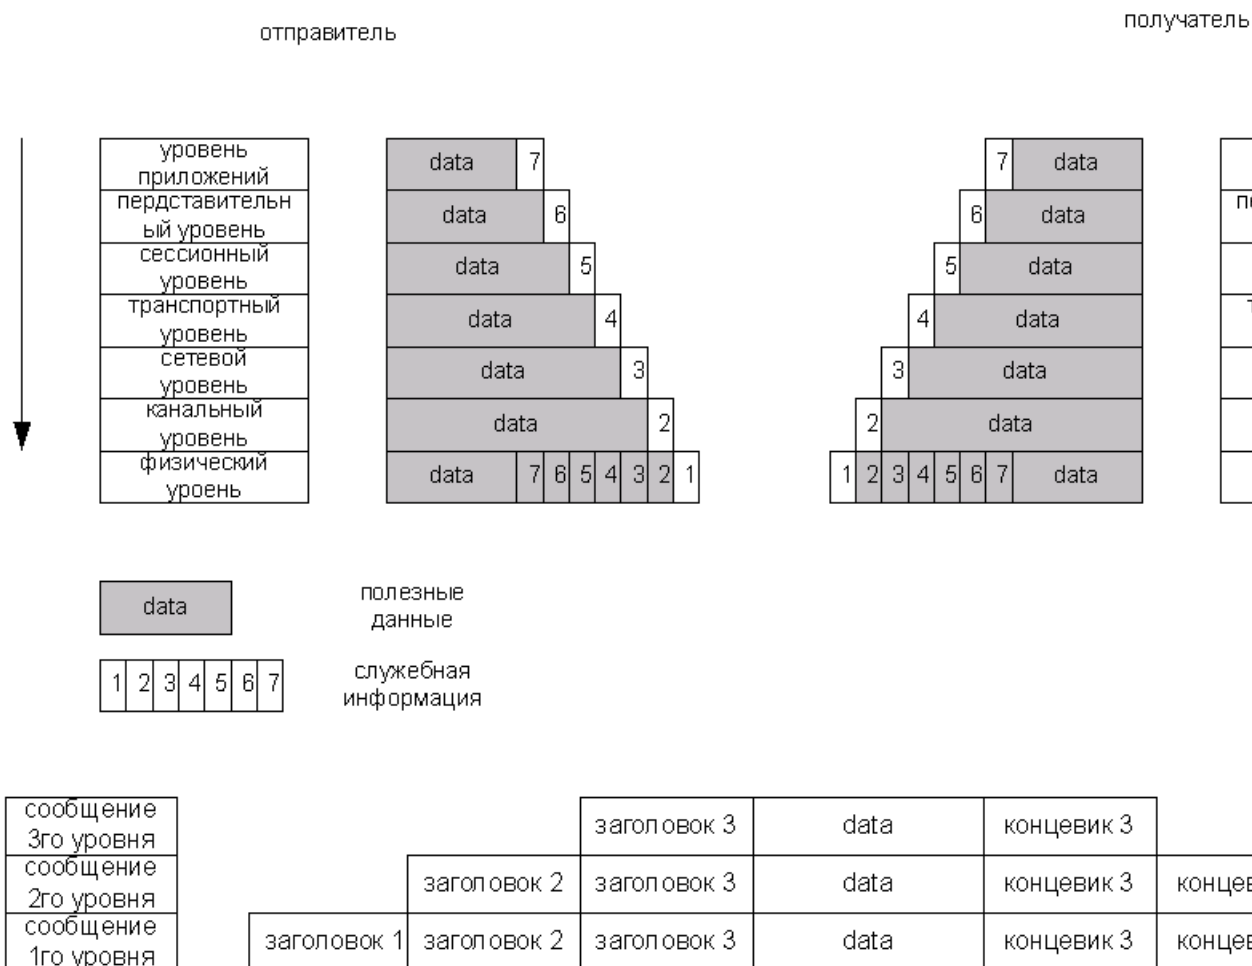 отправитель
получатель
уровень
приложений
data
7
7
data
пердставительн
ый уровень
data
6
6
data
сессионный
уровень
data
5
5
data
транспортный
уровень
data
4
4
data
сетевой
уровень
data
3
3
data
канальный
уровень
data
2
2
data
физический
уроень
data 7 6 5 4 3 2 1
1 2 3 4 5 6 7 data
data
полезные
данные
1 2 3 4 5 6 7
служебная
информация
сообщение
3го уровня
заголовок 3
data
концевик 3
сообщение
2го уровня
заголовок 2
заголовок 3
data
концевик 3
сообщение
1го уровня
заголовок 1
заголовок 2
заголовок 3
data
концевик 3